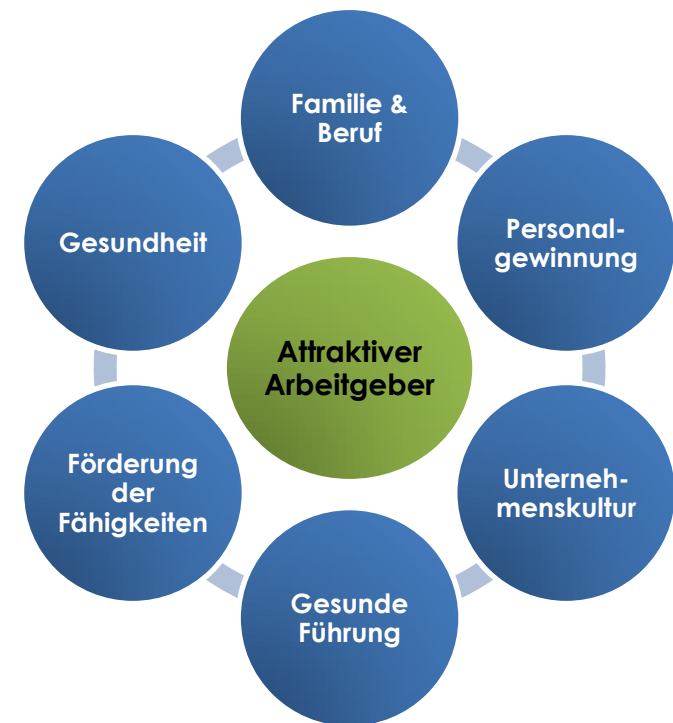 Familie &
Beruf
Personal-
gewinnung
Unterneh-
menskultur
Gesunde
Führung
Förderung
der
Fähigkeiten
Gesundheit
Attraktiver
Arbeitgeber